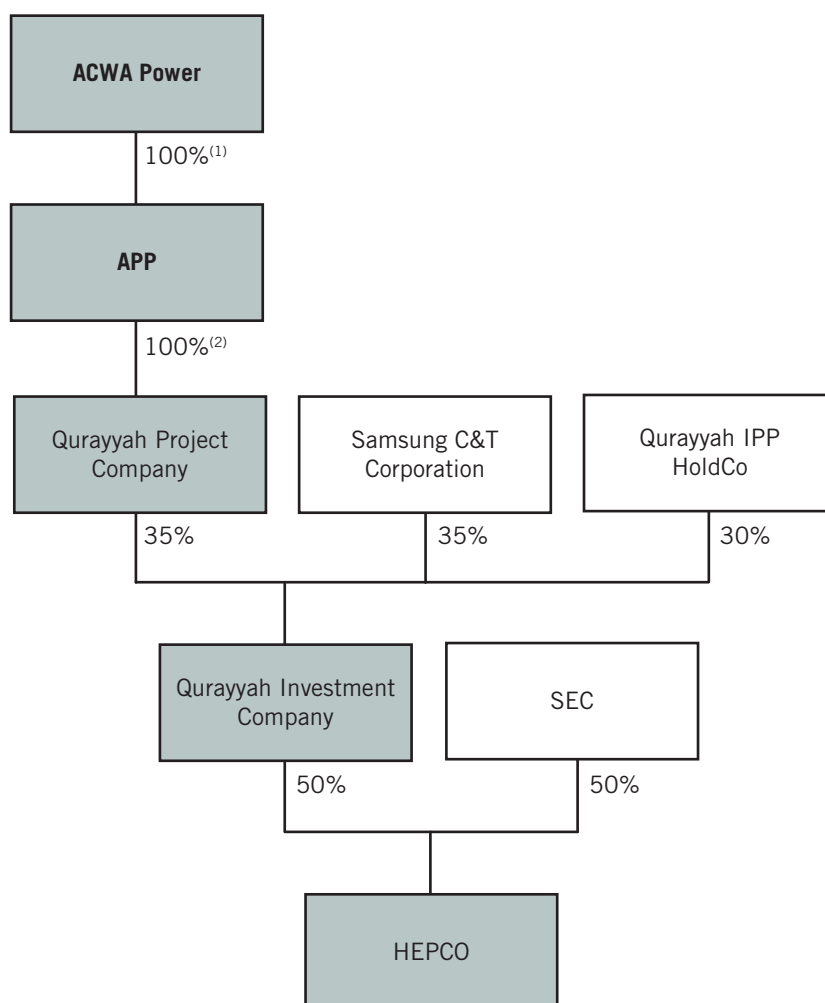 ACWA Power
100%(1)
APP
100%(2)
Qurayyah Project
Company
Samsung C&T
Corporation
Qurayyah IPP
HoldCo
35%
35%
30%
Qurayyah Investment
Company
SEC
50%
50%
HEPCO